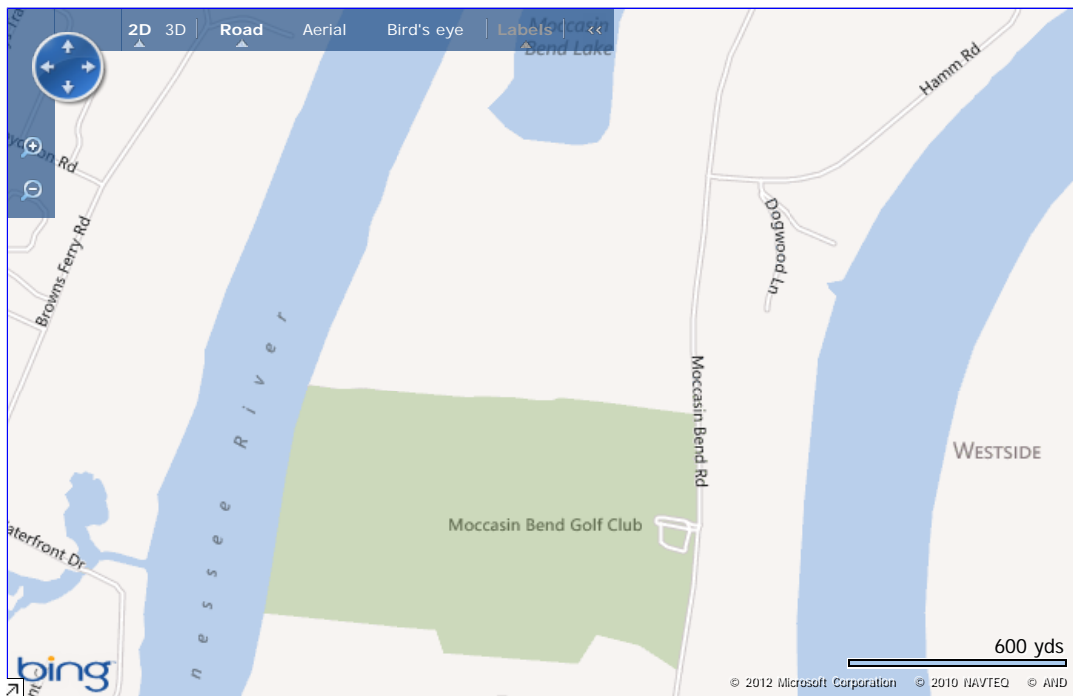 2D 3D Road Aerial Bird's eye Labels <<
Moccasin
Bend Lake
Hamm Rd
Rd
Browns Ferry Rd
Dogwood Ln
River
Moccasin Bend Rd
Westside
Moccasin Bend Golf Club
Dr
600 yds
bing
© 2012 Microsoft Corporation © 2010 NAVTEQ © AND